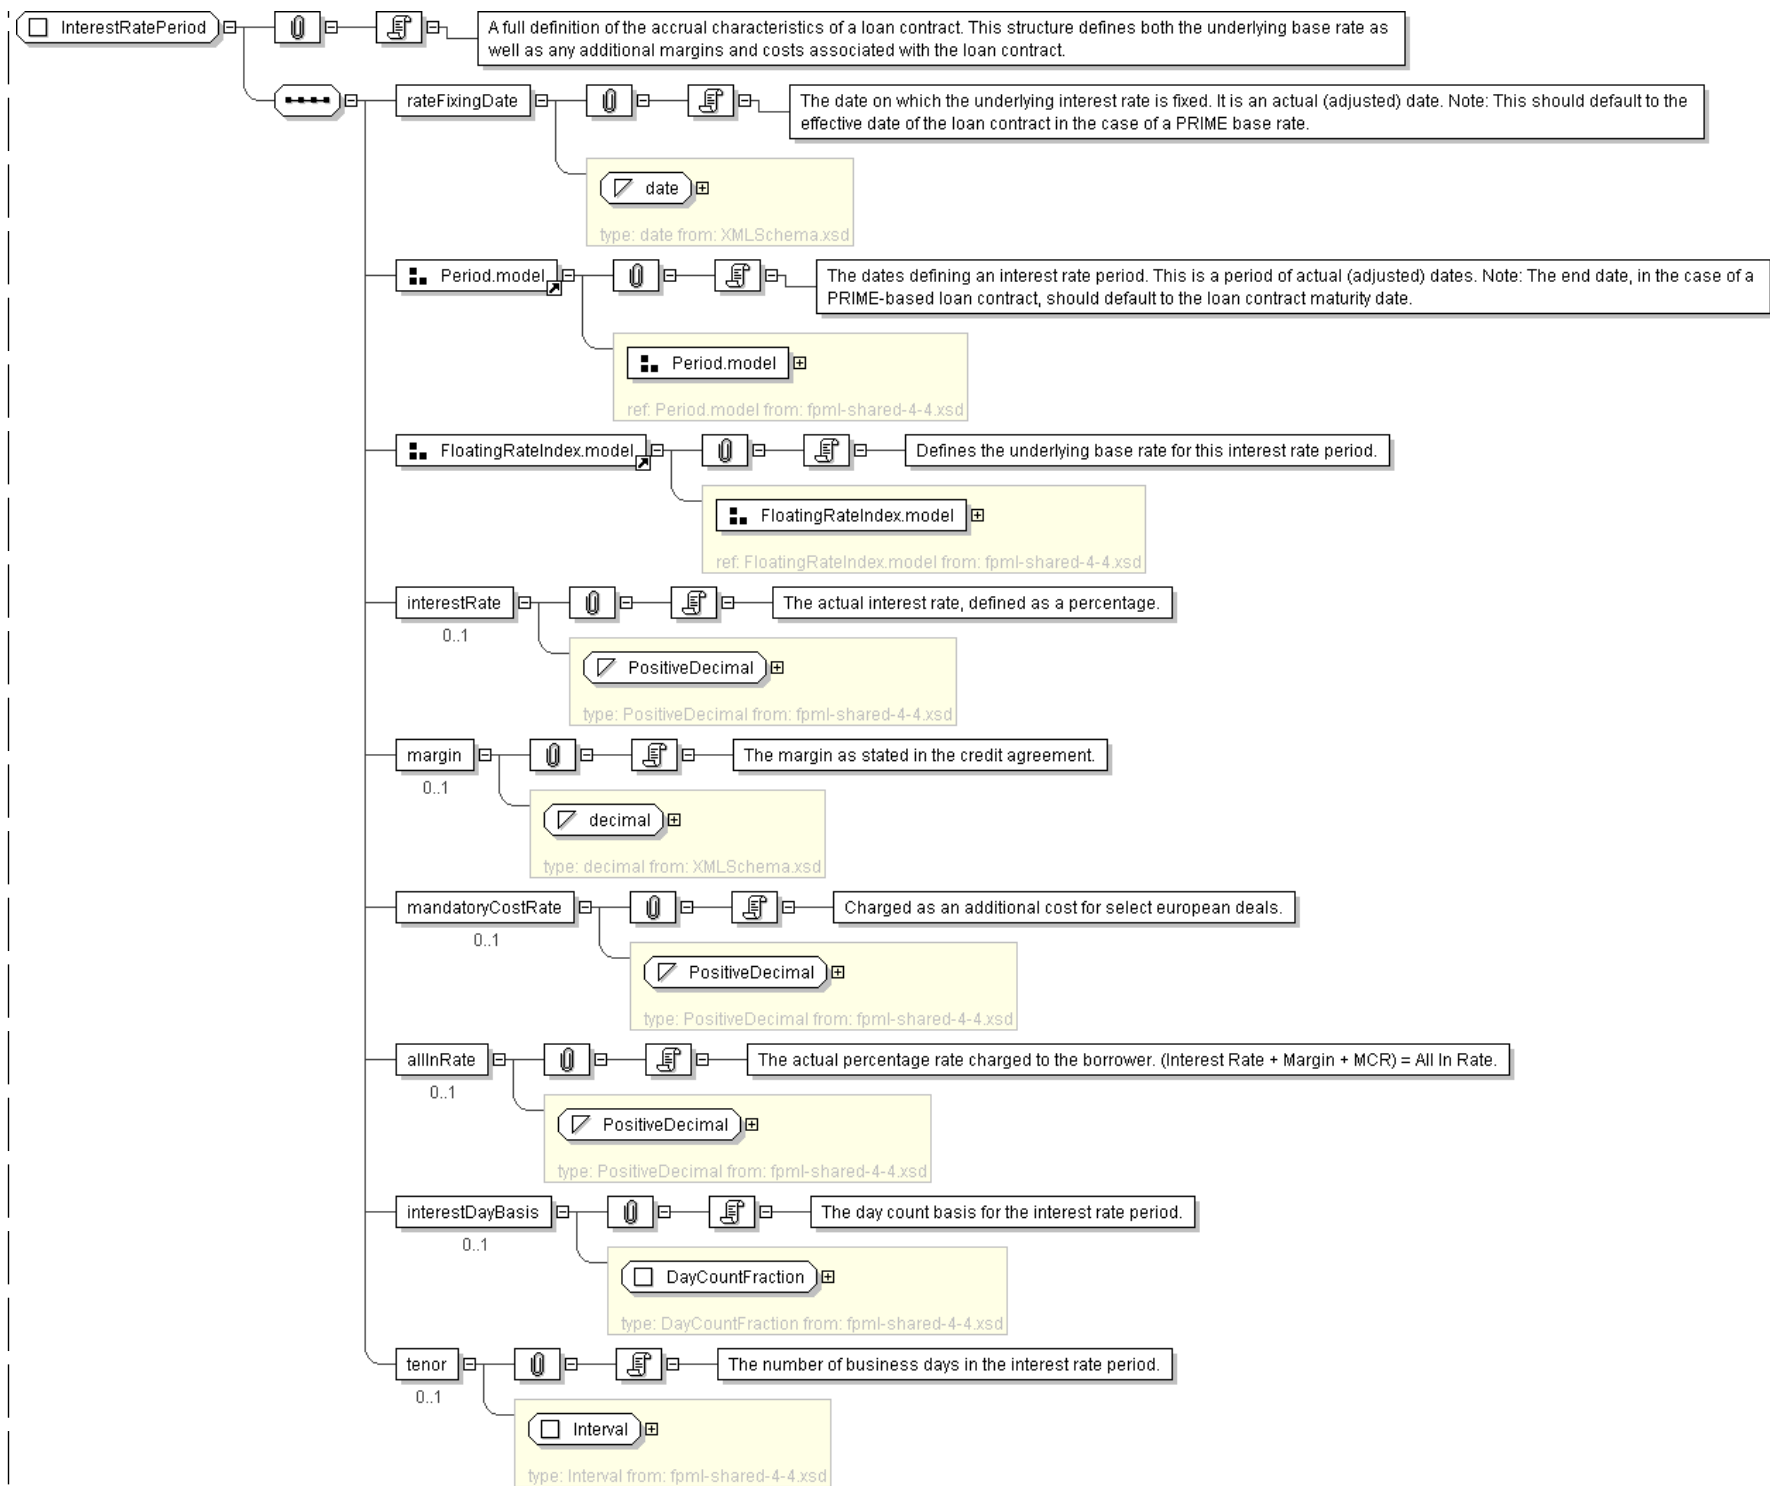 InterestRatePeriod
A full definition of the accrual characteristics of a loan contract. This structure defines both the underlying base rate as
well as any additional margins and costs associated with the loan contract.
rateFixingDate
The date on which the underlying interest rate is fixed. It is an actual (adjusted) date. Note: This should default to the
effective date of the loan contract in the case of a PRIME base rate.
date
type: date from: XMLSchema.xsd
Period.model
The dates defining an interest rate period. This is a period of actual (adjusted) dates. Note: The end date, in the case of a
PRIME-based loan contract, should default to the loan contract maturity date.
Period.model
ref: Period.model from: fpml-shared-4-4.xsd
FloatingRateIndex.model
Defines the underlying base rate for this interest rate period.
FloatingRateIndex.model
ref: FloatingRateIndex.model from: fpml-shared-4-4.xsd
interestRate
The actual interest rate, defined as a percentage.
0..1
PositiveDecimal
type: PositiveDecimal from: fpml-shared-4-4.xsd
margin
The margin as stated in the credit agreement.
0..1
decimal
type: decimal from: XMLSchema.xsd
mandatoryCostRate
Charged as an additional cost for select european deals.
0..1
PositiveDecimal
type: PositiveDecimal from: fpml-shared-4-4.xsd
allInRate
The actual percentage rate charged to the borrower. (Interest Rate + Margin + MCR) = All In Rate.
0..1
PositiveDecimal
type: PositiveDecimal from: fpml-shared-4-4.xsd
interestDayBasis
The day count basis for the interest rate period.
0..1
DayCountFraction
type: DayCountFraction from: fpml-shared-4-4.xsd
tenor
The number of business days in the interest rate period.
0..1
Interval
type: Interval from: fpml-shared-4-4.xsd